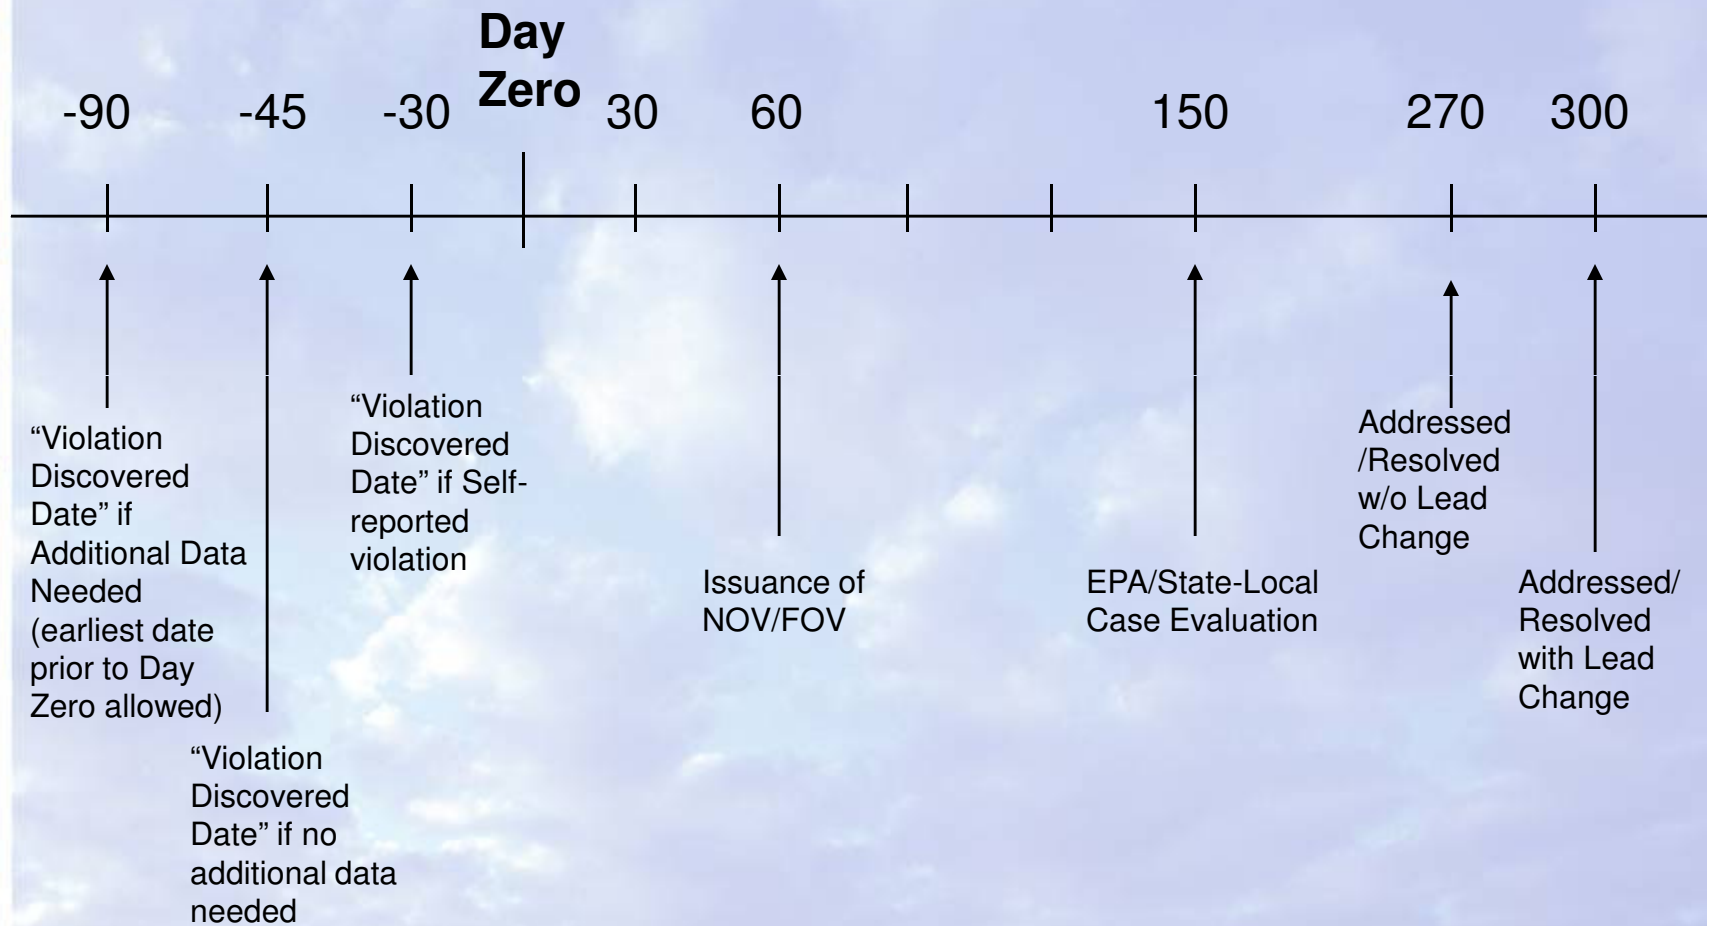 Day
Zero
-90 -45 -30 30 60 150 270 300
“Violation
Discovered
Date” if
Additional Data
Needed
(earliest date
prior to Day
Zero allowed)
“Violation
Discovered
Date” if no
additional data
needed
“Violation
Discovered
Date” if Self-
reported
violation
Issuance of
NOV/FOV
EPA/State-Local
Case Evaluation
Addressed
/Resolved
w/o Lead
Change
Addressed/
Resolved
with Lead
Change